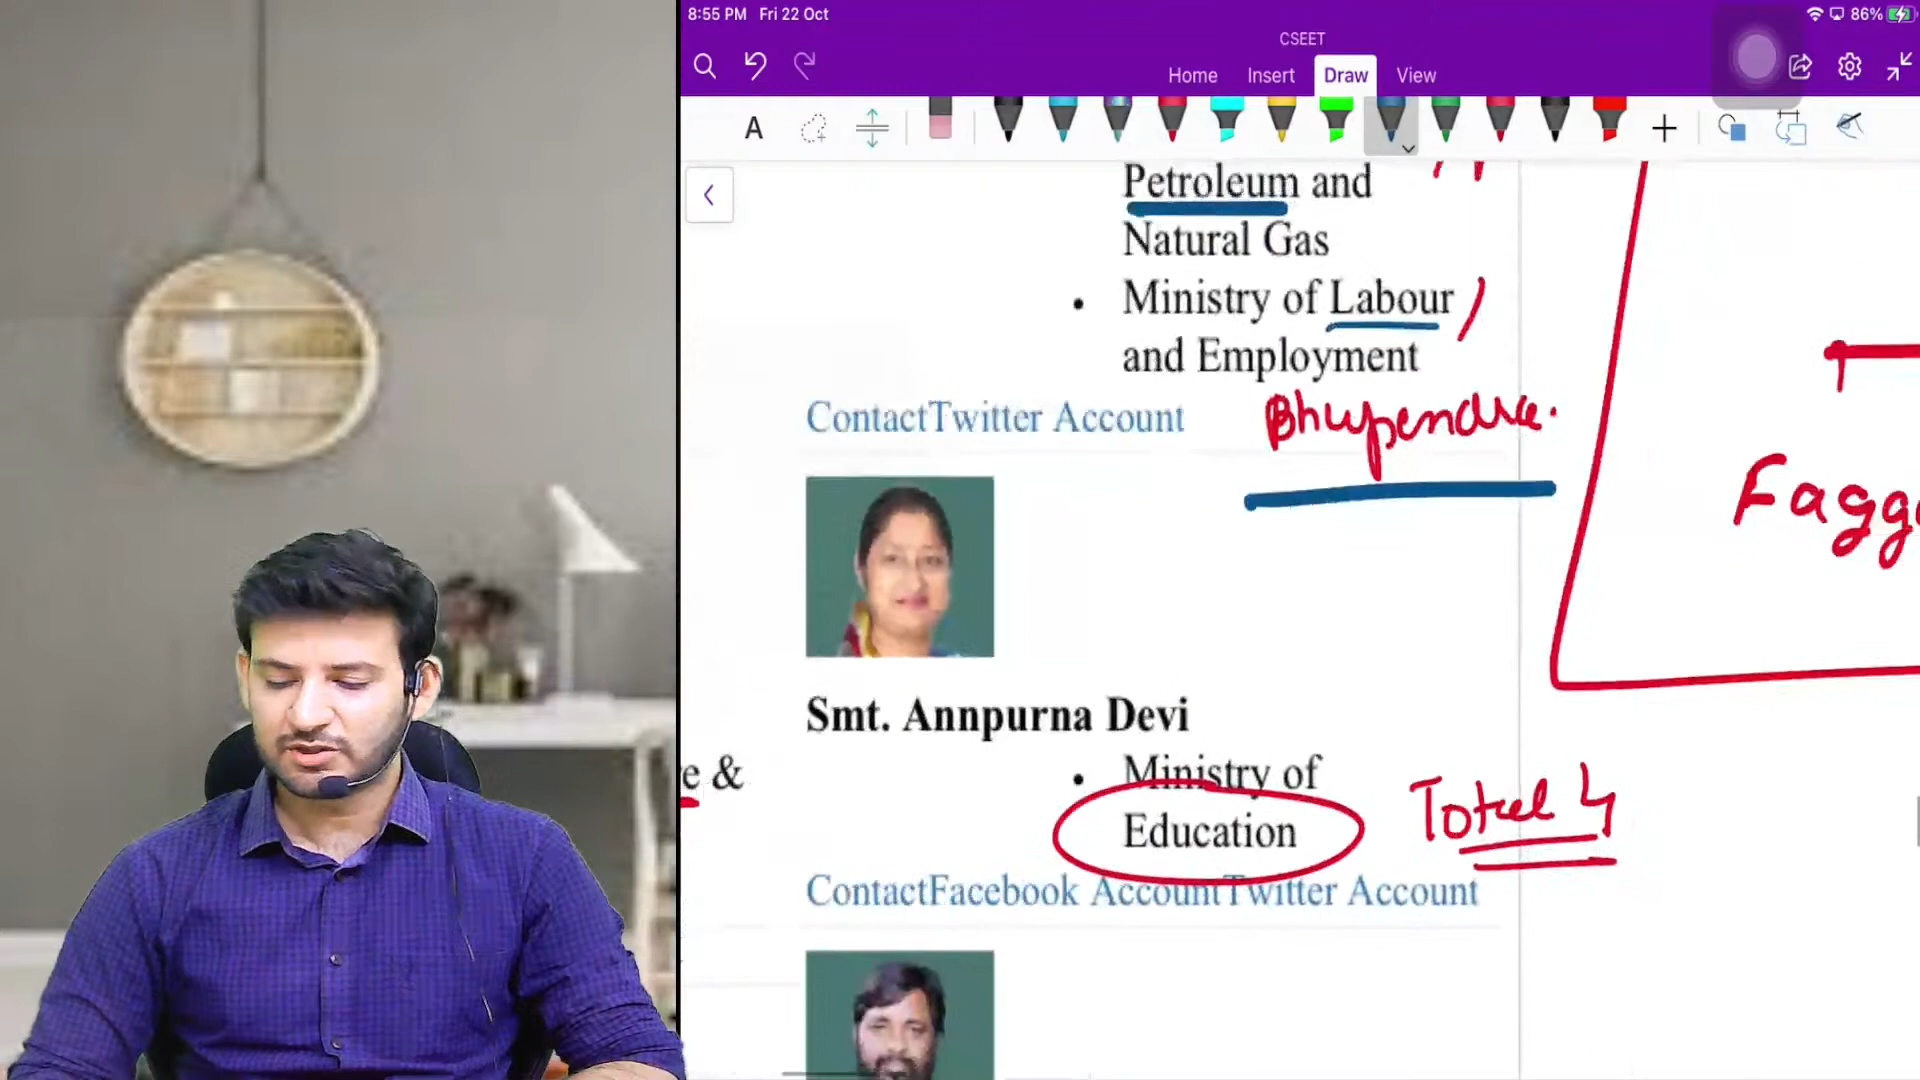 8:55 PM Fri 22 Oct
86%
CSEET
Home Insert Draw View
A
Petroleum and
Natural Gas
• Ministry of Labour
and Employment
ContactTwitter Account
Bhupendra.
Fagg
Smt. Annpurna Devi
e &
• Ministry of
Education
Total 4
ContactFacebook AccountTwitter Account